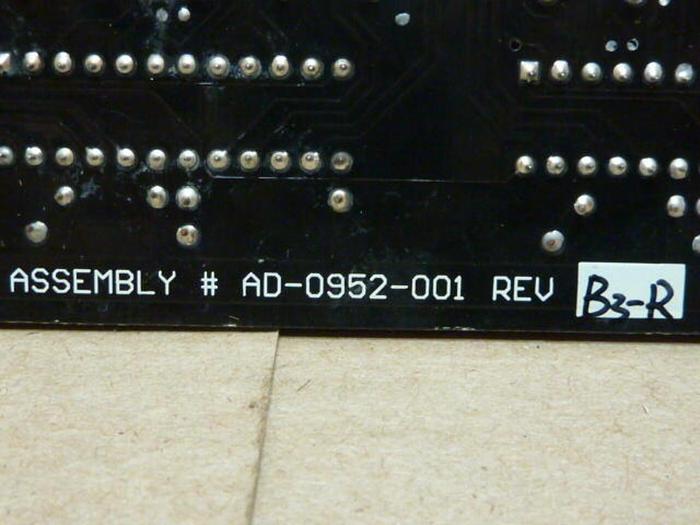 ASSEMBLY # AD-0952-001 REV B3-R